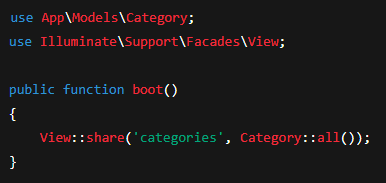 use App\Models\Category;
use Illuminate\Support\Facades\View;
public function boot()
{
    View::share('categories', Category::all());
}